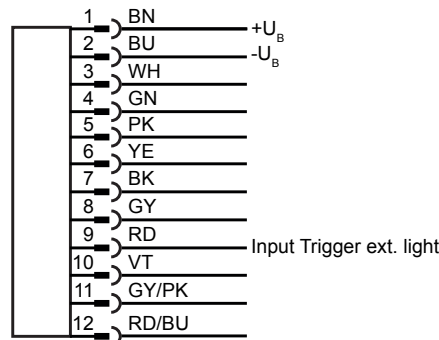 1 BN +U_B
2 BU -U_B
3 WH
4 GN
5 PK
6 YE
7 BK
8 GY
9 RD Input Trigger ext. light
10 VT
11 GY/PK
12 RD/BU